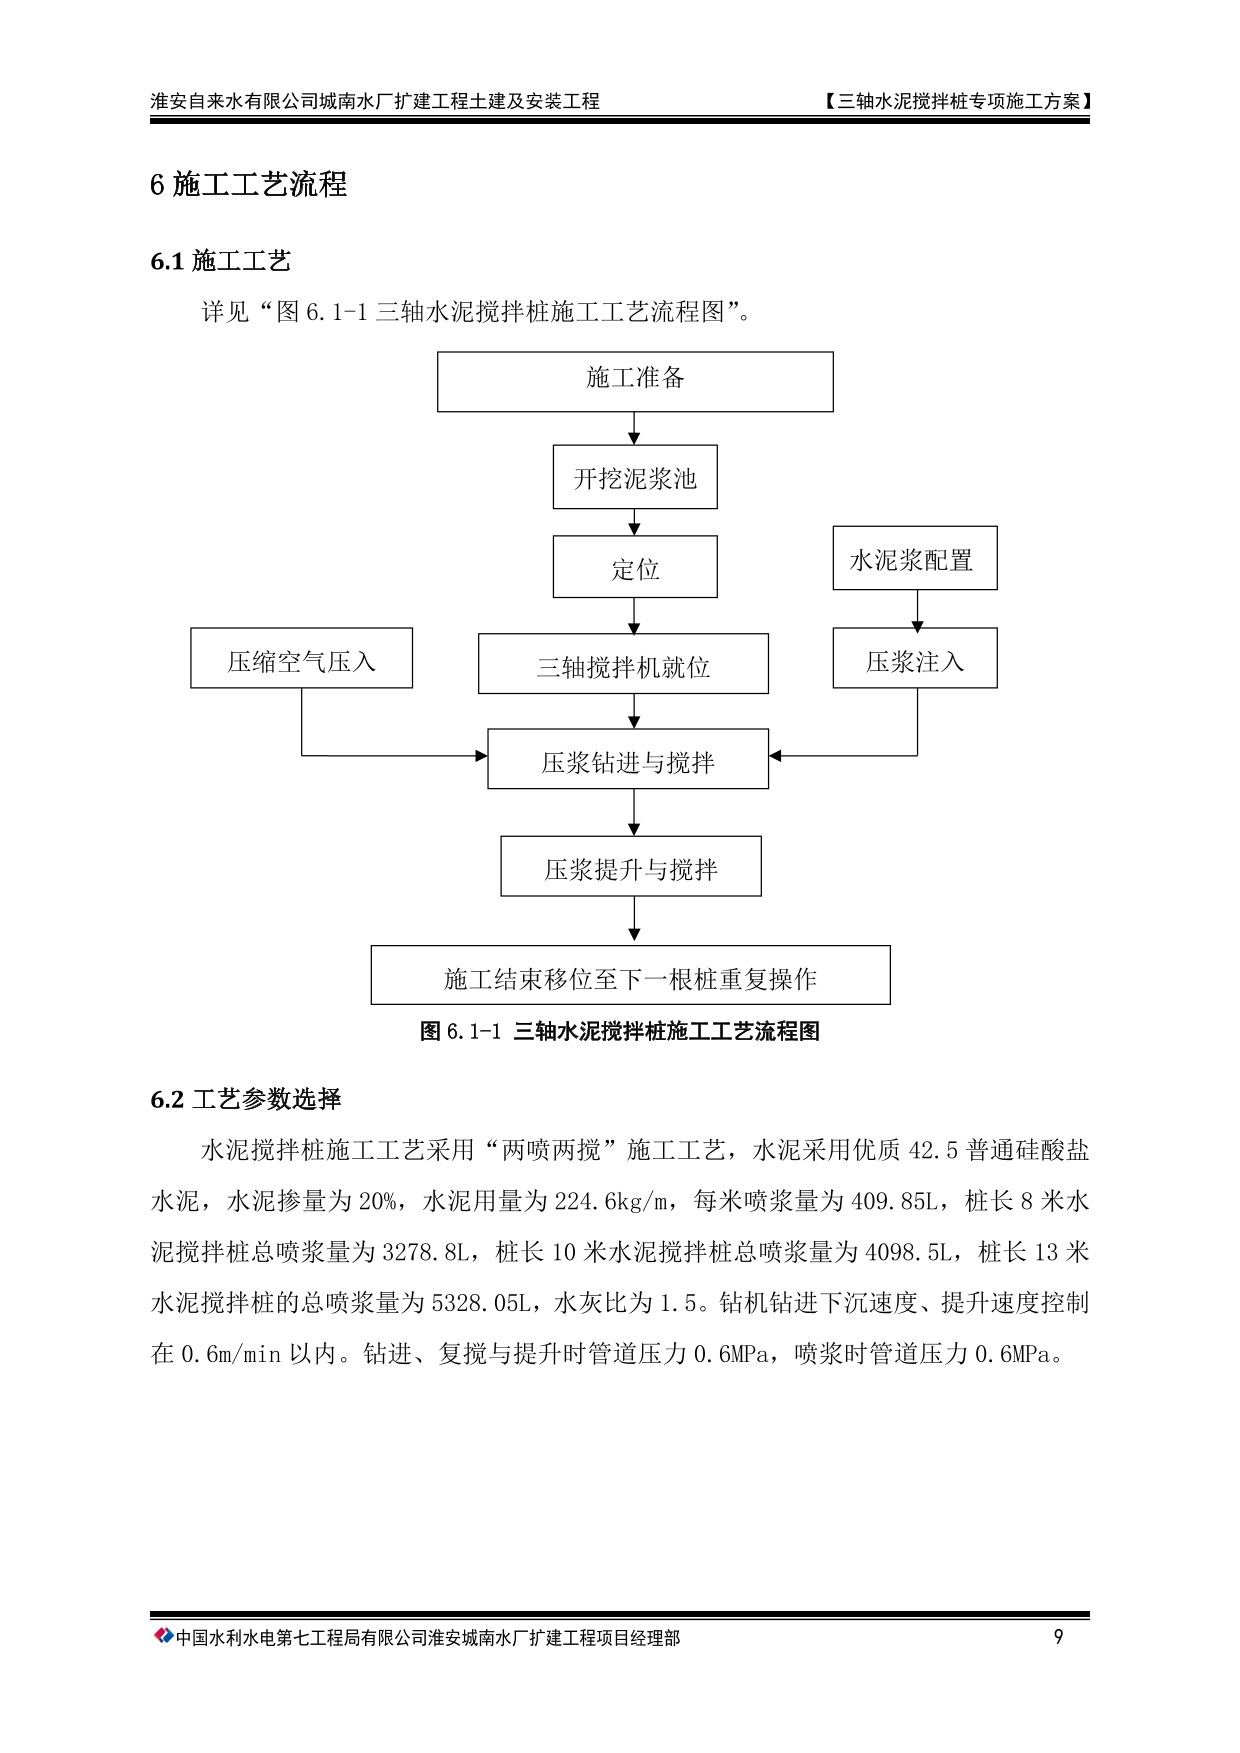 淮安自来水有限公司城南水厂扩建工程土建及安装工程 【三轴水泥搅拌桩专项施工方案】
6 施工工艺流程
6.1 施工工艺
详见“图 6.1-1 三轴水泥搅拌桩施工工艺流程图”。
施工准备
开挖泥浆池
定位
水泥浆配置
压缩空气压入
三轴搅拌机就位
压浆注入
压浆钻进与搅拌
压浆提升与搅拌
施工结束移位至下一根桩重复操作
图 6.1-1 三轴水泥搅拌桩施工工艺流程图
6.2 工艺参数选择
水泥搅拌桩施工工艺采用“两喷两搅”施工工艺，水泥采用优质 42.5 普通硅酸盐
水泥，水泥掺量为 20%，水泥用量为 224.6kg/m，每米喷浆量为 409.85L，桩长 8 米水
泥搅拌桩总喷浆量为 3278.8L，桩长 10 米水泥搅拌桩总喷浆量为 4098.5L，桩长 13 米
水泥搅拌桩的总喷浆量为 5328.05L，水灰比为 1.5。钻机钻进下沉速度、提升速度控制
在 0.6m/min 以内。钻进、复搅与提升时管道压力 0.6MPa，喷浆时管道压力 0.6MPa。
中国水利水电第七工程局有限公司淮安城南水厂扩建工程项目经理部 9